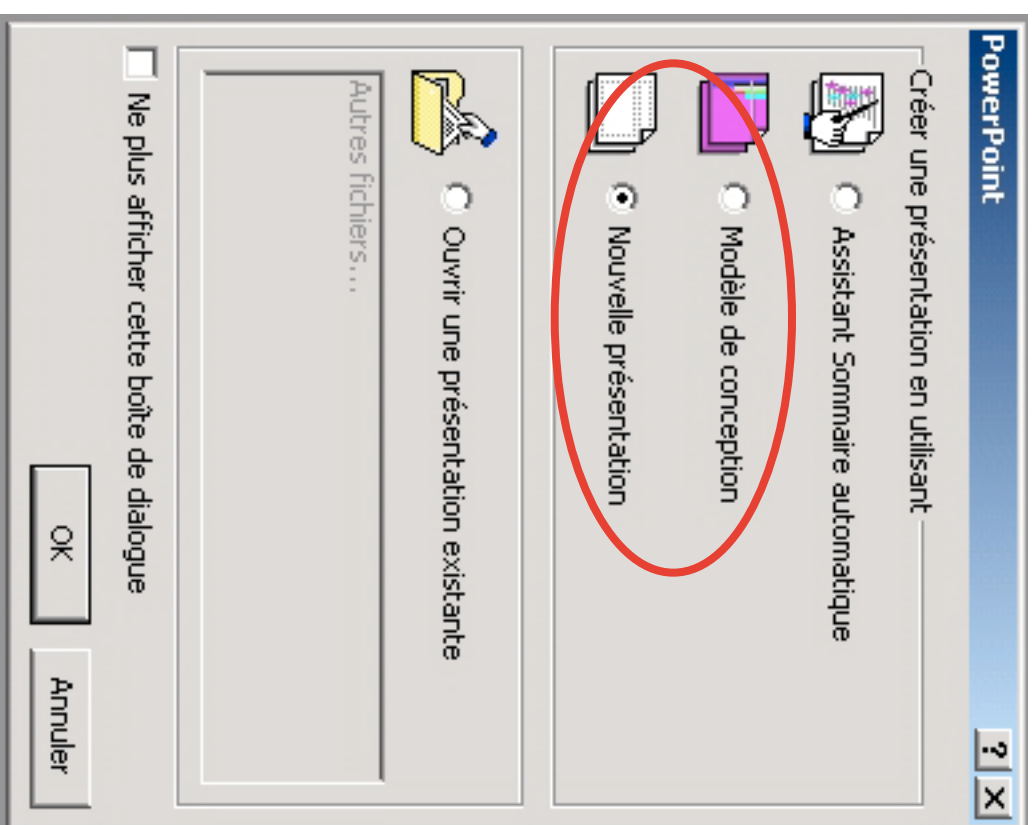 PowerPoint
Créer une présentation en utilisant
Assistant Sommaire automatique
Modèle de conception
Nouvelle présentation
Ouvrir une présentation existante
Autres fichiers...
Ne plus afficher cette boîte de dialogue
OK
Annuler